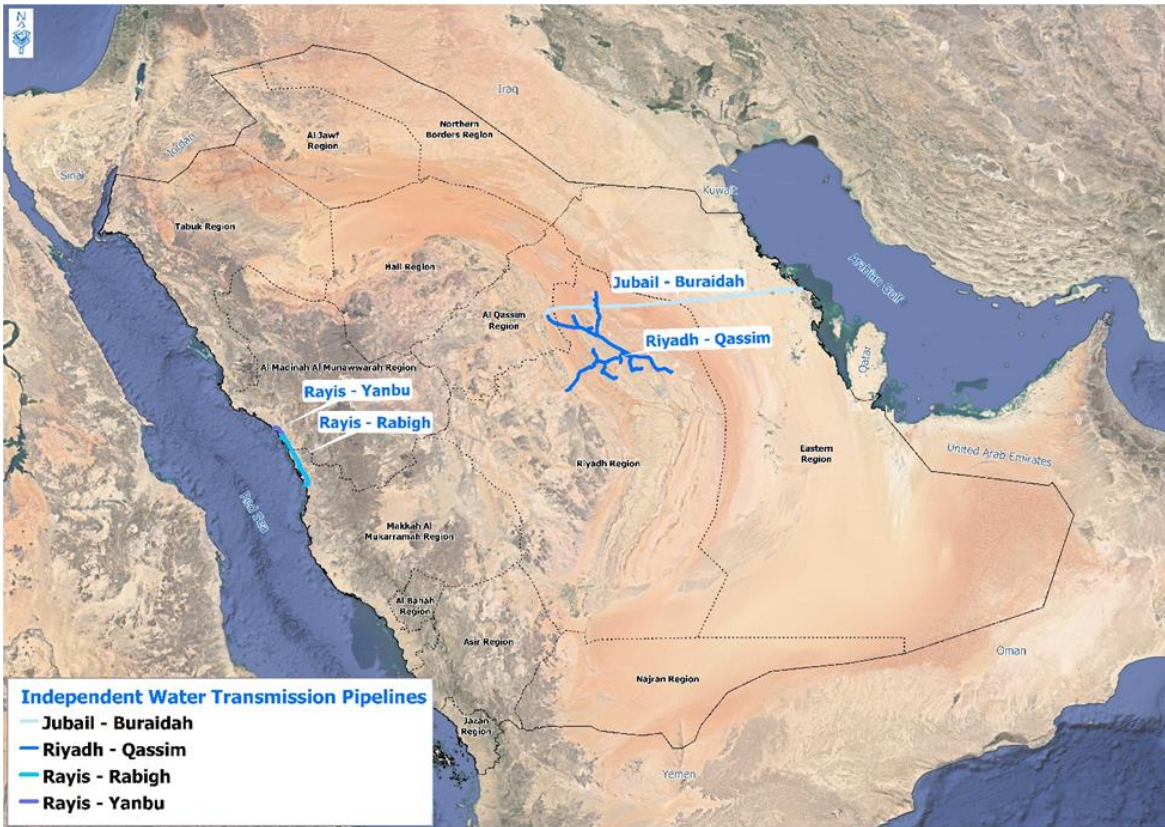 N
Iraq
Jordan
Sinai
Al Jawf
Region
Northern
Borders Region
Kuwait
Tabuk Region
Hail Region
Arabian Gulf
Jubail - Buraidah
Al Qassim
Region
Riyadh - Qassim
Qatar
Al Madinah Al Munawwarah Region
Rayis - Yanbu
Rayis - Rabigh
Riyadh Region
Eastern
Region
United Arab Emirates
Red Sea
Makkah Al
Mukarramah Region
Al Bahah
Region
Asir Region
Oman
Najran Region
Jazan
Region
Yemen
Independent Water Transmission Pipelines
Jubail - Buraidah
Riyadh - Qassim
Rayis - Rabigh
Rayis - Yanbu